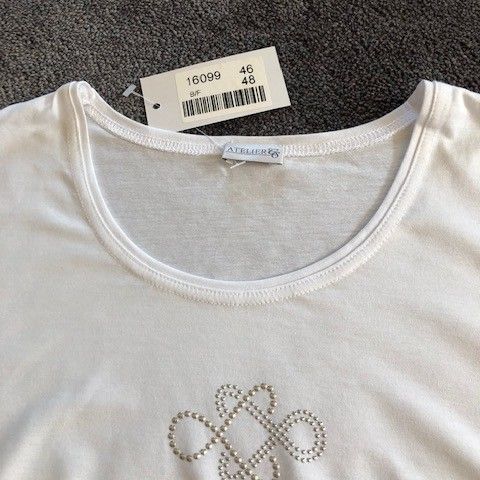 16099 46
48
B/F
ATELIER